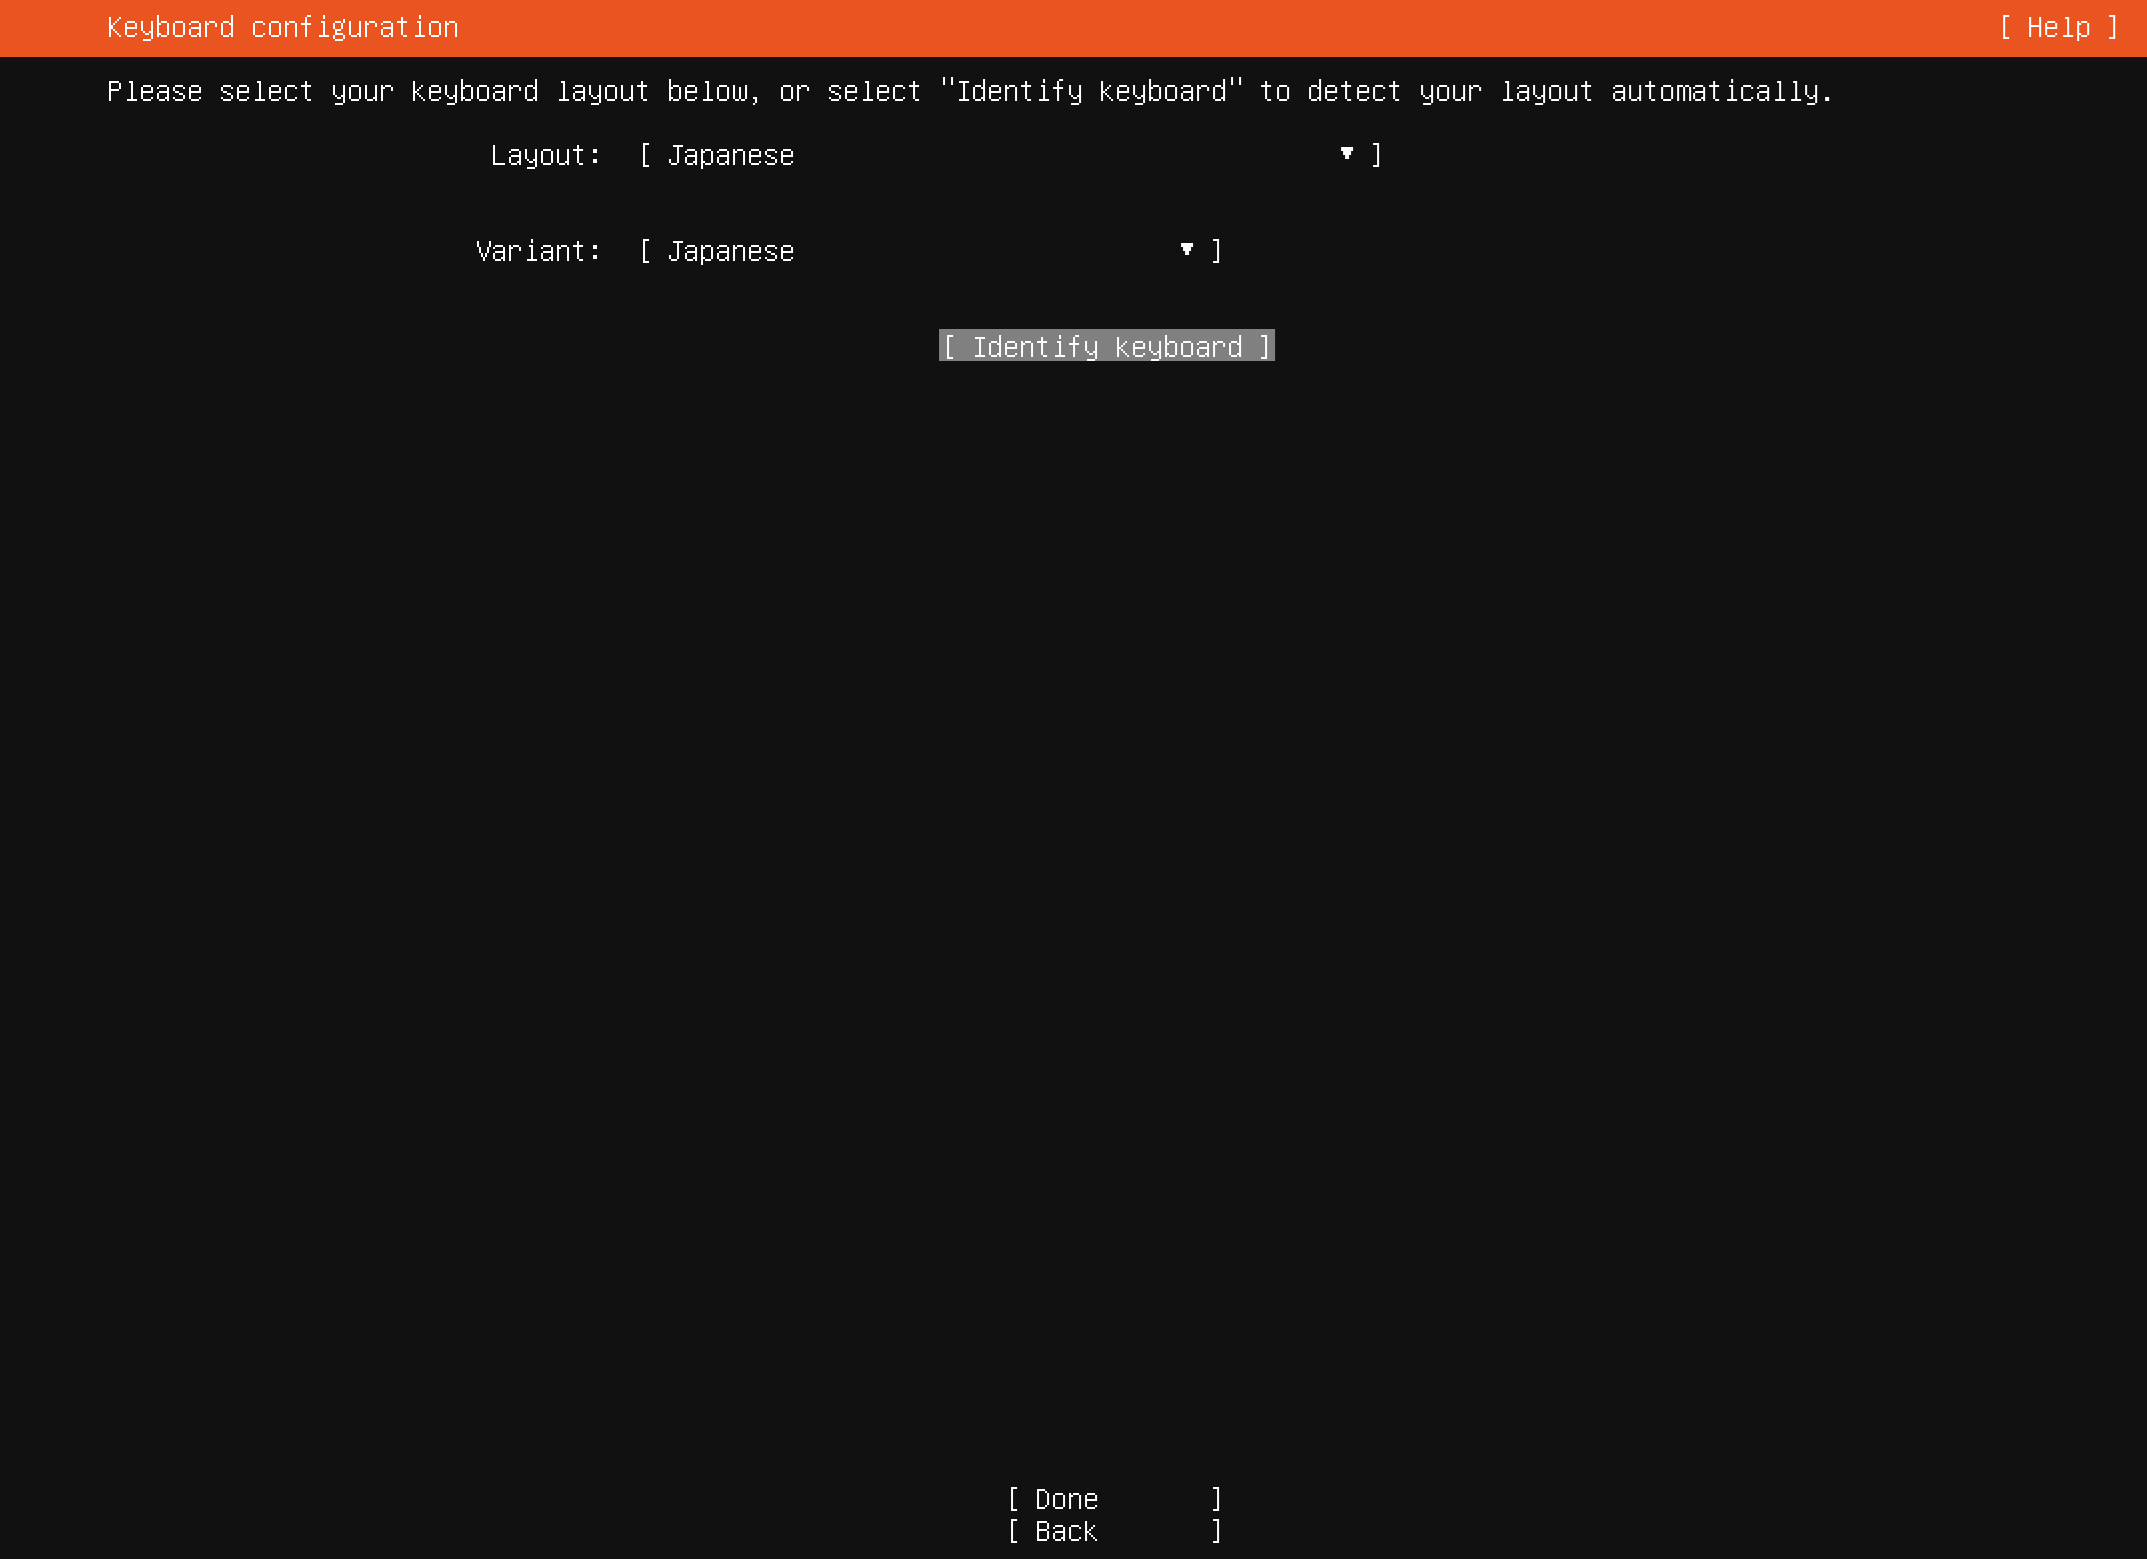 Keyboard configuration [ Help ]
Please select your keyboard layout below, or select "Identify keyboard" to detect your layout automatically.
Layout: [ Japanese ▼ ]
Variant: [ Japanese ▼ ]
[ Identify keyboard ]
[ Done ]
[ Back ]